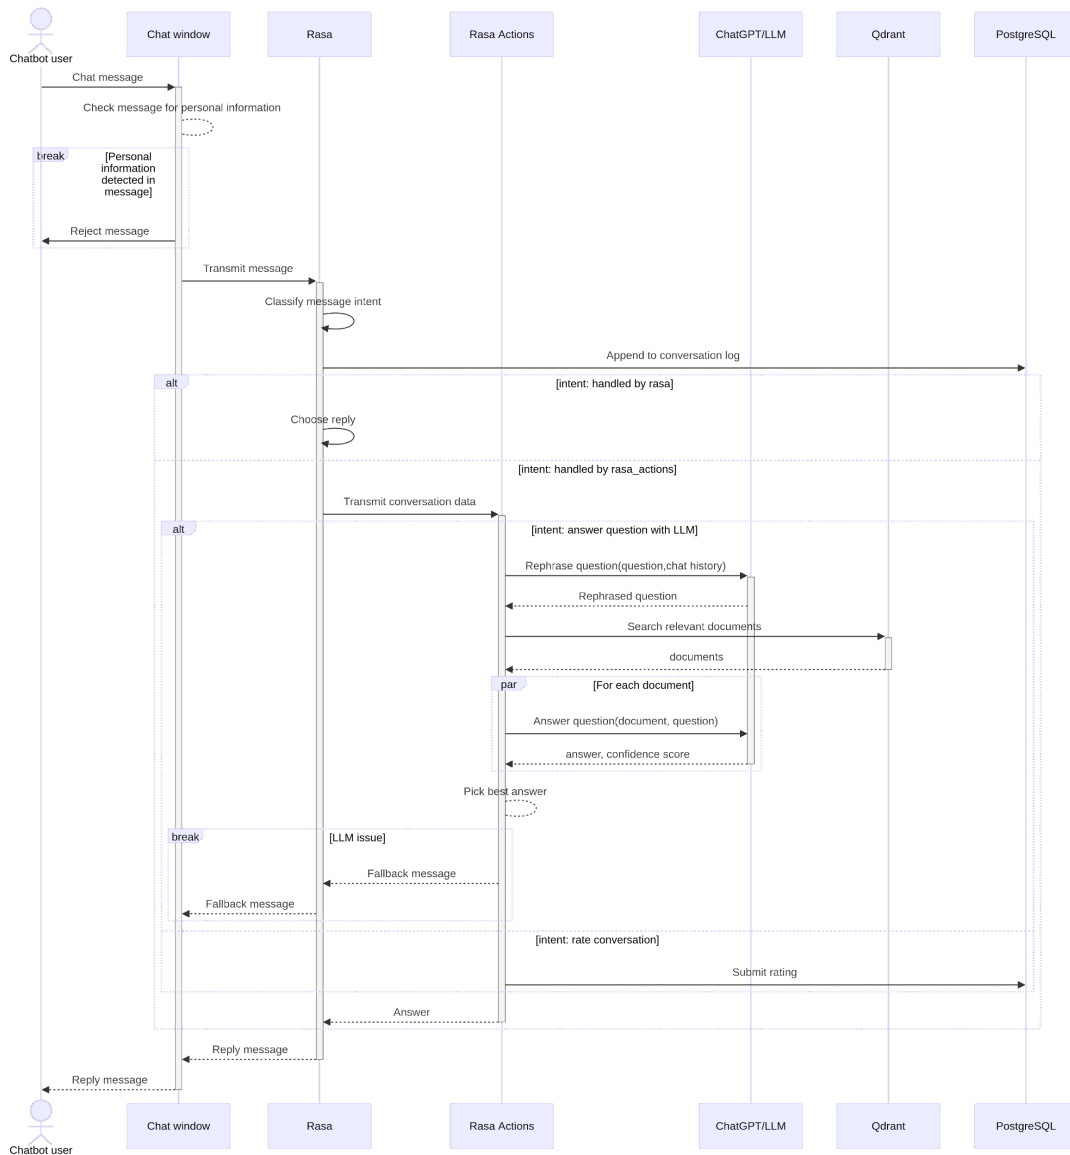 Chatbot user
Chat window
Rasa
Rasa Actions
ChatGPT/LLM
Qdrant
PostgreSQL
Chat message
Check message for personal information
break
[Personal
information
detected in
message]
Reject message
Transmit message
Classify message intent
Append to conversation log
alt
[intent: handled by rasa]
Choose reply
[intent: handled by rasa_actions]
Transmit conversation data
alt
[intent: answer question with LLM]
Rephrase question(question,chat history)
Rephrased question
Search relevant documents
documents
par
[For each document]
Answer question(document, question)
answer, confidence score
Pick best answer
break
[LLM issue]
Fallback message
Fallback message
[intent: rate conversation]
Submit rating
Answer
Reply message
Reply message
Chatbot user
Chat window
Rasa
Rasa Actions
ChatGPT/LLM
Qdrant
PostgreSQL